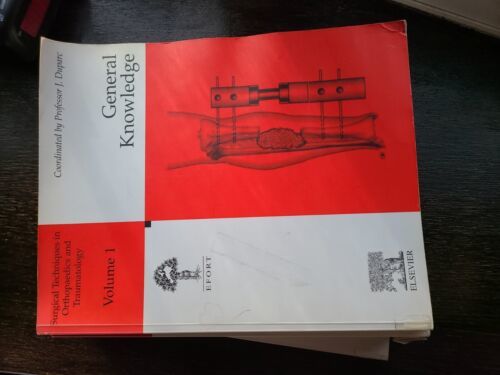 Surgical Techniques in
Orthopaedics and
Traumatology
Volume 1
Coordinated by Professor J. Duparc
General
Knowledge
EFORT
ELSEVIER